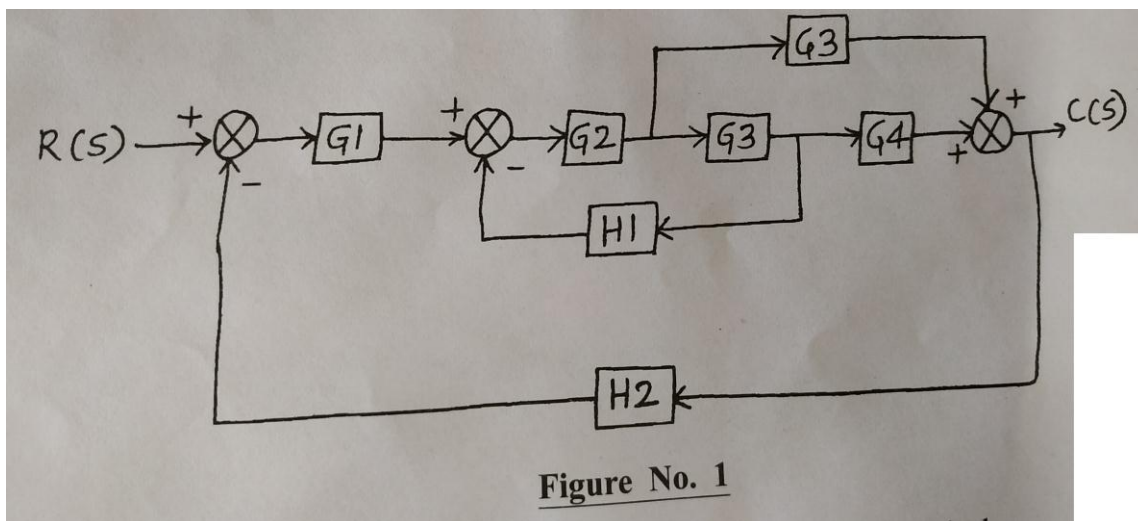 G3
+ + +
R(S) G1 G2 G3 G4 + C(S)
- -
H1
H2
Figure No. 1